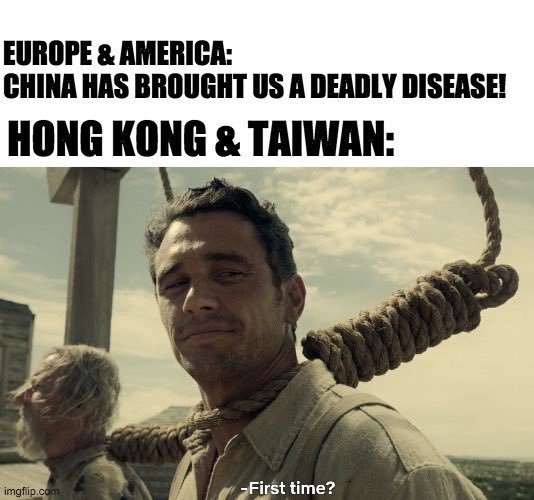 EUROPE & AMERICA:
CHINA HAS BROUGHT US A DEADLY DISEASE!
HONG KONG & TAIWAN:
-First time?
imgflip.com